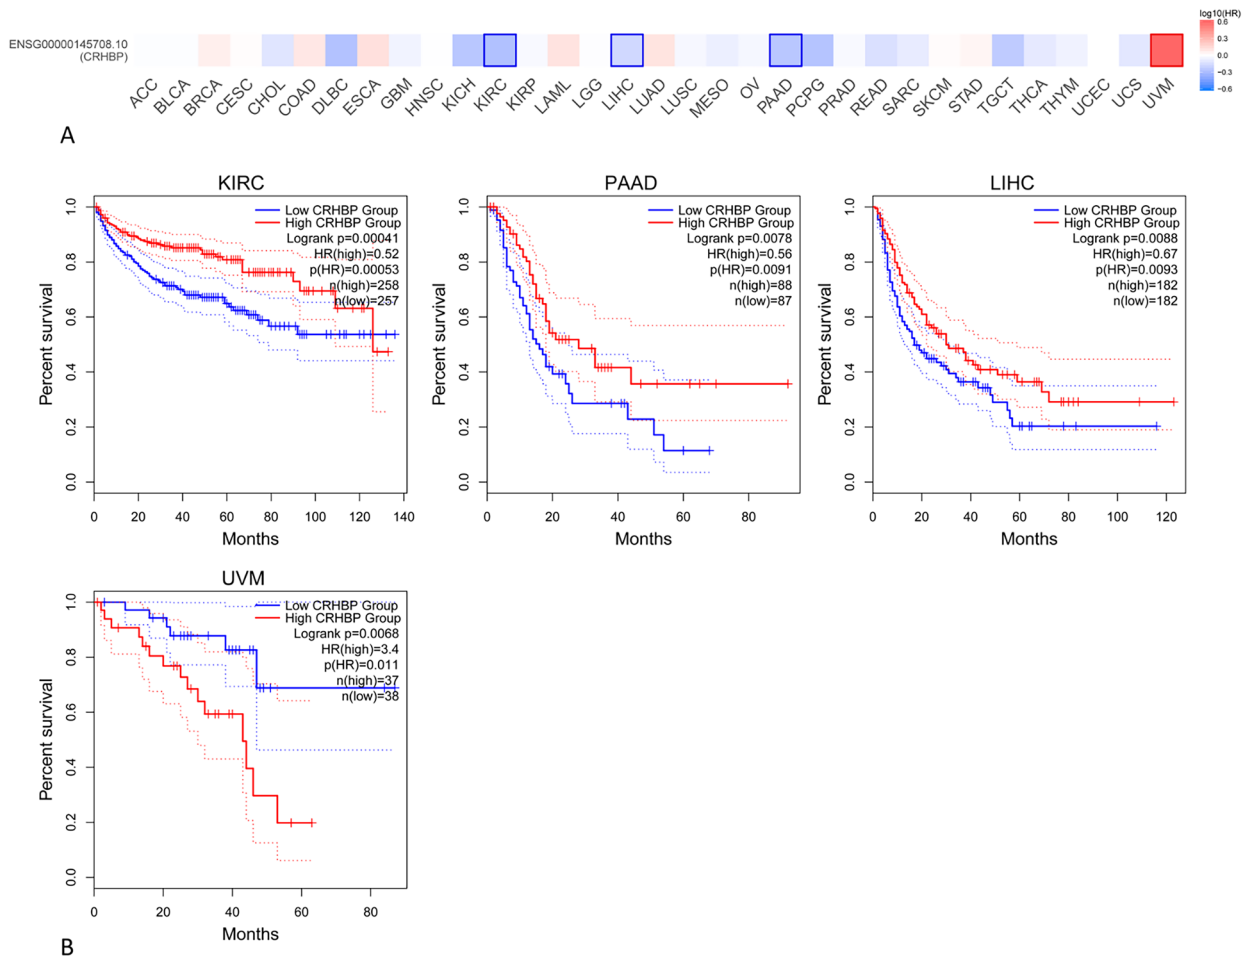 log10(HR)
0.6
0.3
0.0
−0.3
−0.6
ENSG00000145708.10
(CRHBP)
ACC
BLCA
BRCA
CESC
CHOL
COAD
DLBC
ESCA
GBM
HNSC
KICH
KIRC
KIRP
LAML
LGG
LIHC
LUAD
LUSC
MESO
OV
PAAD
PCPG
PRAD
READ
SARC
SKCM
STAD
TGCT
THCA
THYM
UCEC
UCS
UVM
A
KIRC
Low CRHBP Group
High CRHBP Group
Logrank p=0.00041
HR(high)=0.52
p(HR)=0.00053
n(high)=258
n(low)=257
Percent survival
1.0
0.8
0.6
0.4
0.2
0.0
0 20 40 60 80 100 120 140
Months
PAAD
Low CRHBP Group
High CRHBP Group
Logrank p=0.0078
HR(high)=0.56
p(HR)=0.0091
n(high)=88
n(low)=87
Percent survival
1.0
0.8
0.6
0.4
0.2
0.0
0 20 40 60 80
Months
LIHC
Low CRHBP Group
High CRHBP Group
Logrank p=0.0088
HR(high)=0.67
p(HR)=0.0093
n(high)=182
n(low)=182
Percent survival
1.0
0.8
0.6
0.4
0.2
0.0
0 20 40 60 80 100 120
Months
UVM
Low CRHBP Group
High CRHBP Group
Logrank p=0.0068
HR(high)=3.4
p(HR)=0.011
n(high)=37
n(low)=38
Percent survival
1.0
0.8
0.6
0.4
0.2
0.0
0 20 40 60 80
Months
B